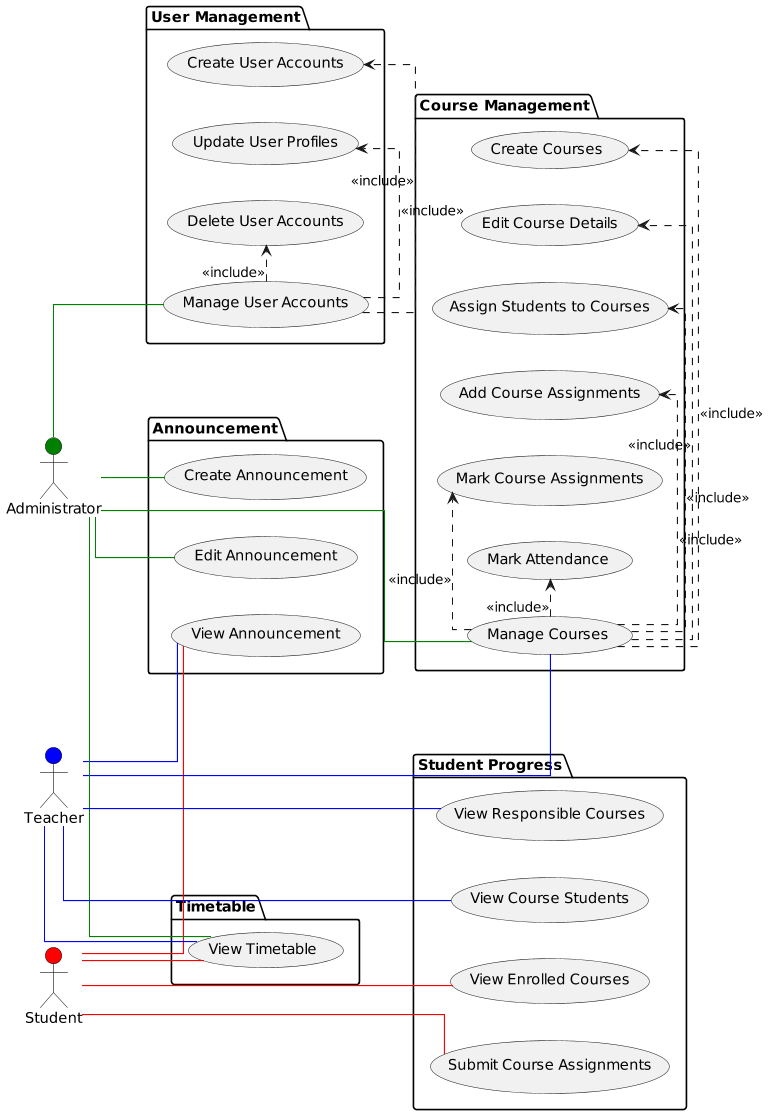 User Management
Create User Accounts
Update User Profiles
«include»
«include»
Delete User Accounts
«include»
Manage User Accounts
Course Management
Create Courses
Edit Course Details
Assign Students to Courses
Add Course Assignments
«include»
«include»
Mark Course Assignments
«include»
«include»
Mark Attendance
«include»
«include»
Manage Courses
Administrator
Announcement
Create Announcement
Edit Announcement
View Announcement
Teacher
Student Progress
View Responsible Courses
View Course Students
View Enrolled Courses
Submit Course Assignments
Timetable
View Timetable
Student